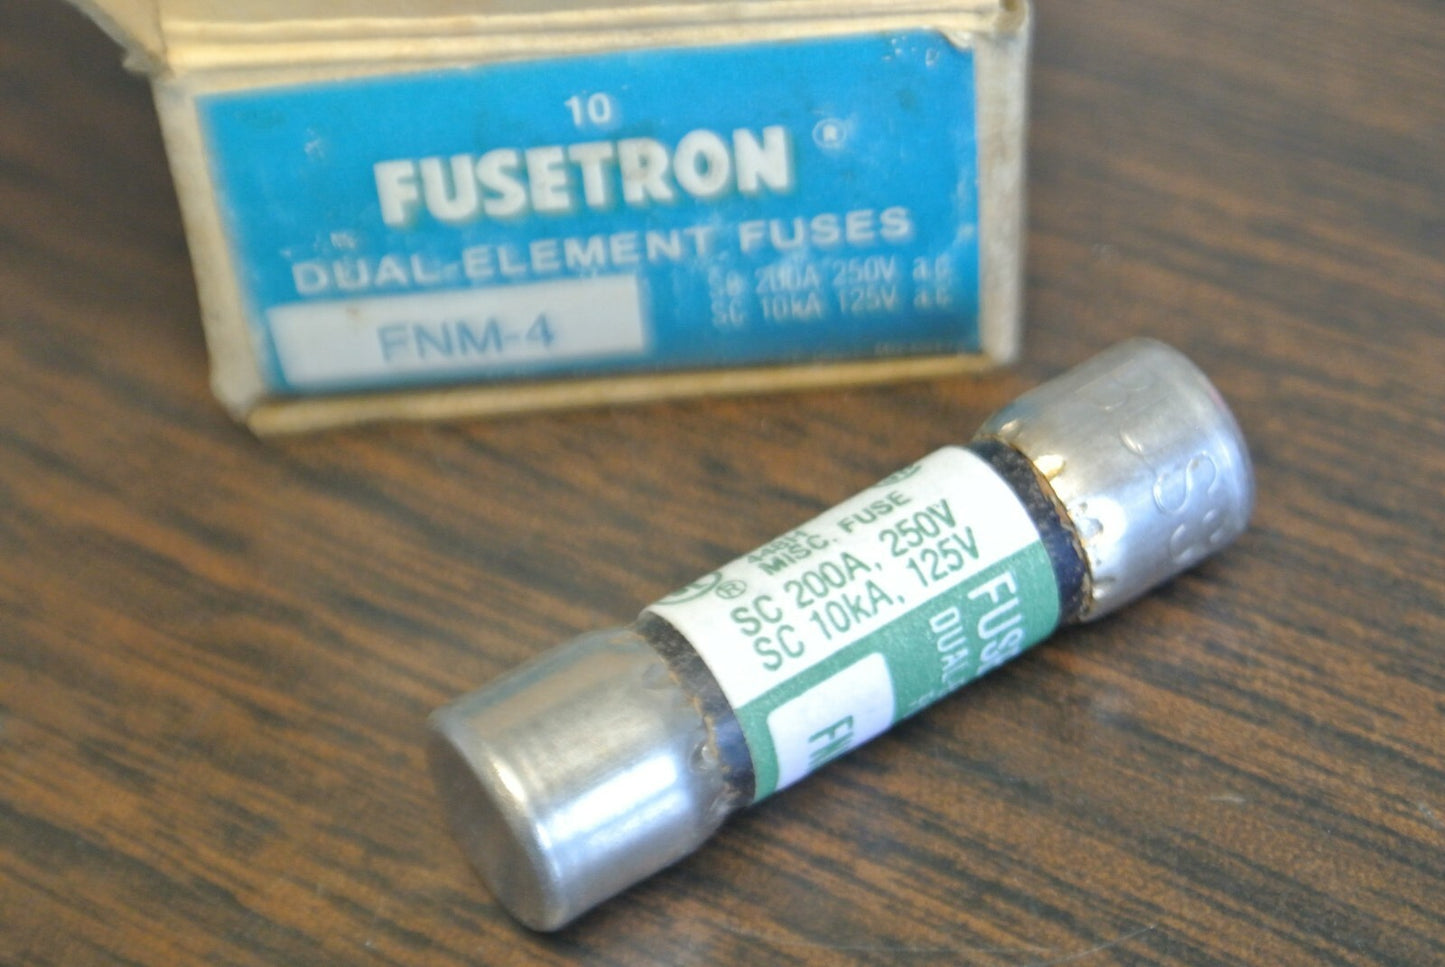 10
FUSETRON ®
DUAL-ELEMENT FUSES
FNM-4
SC 200A 250V a.c.
SC 10kA 125V a.c.
®
MISC. FUSE
SC 200A, 250V
SC 10kA, 125V